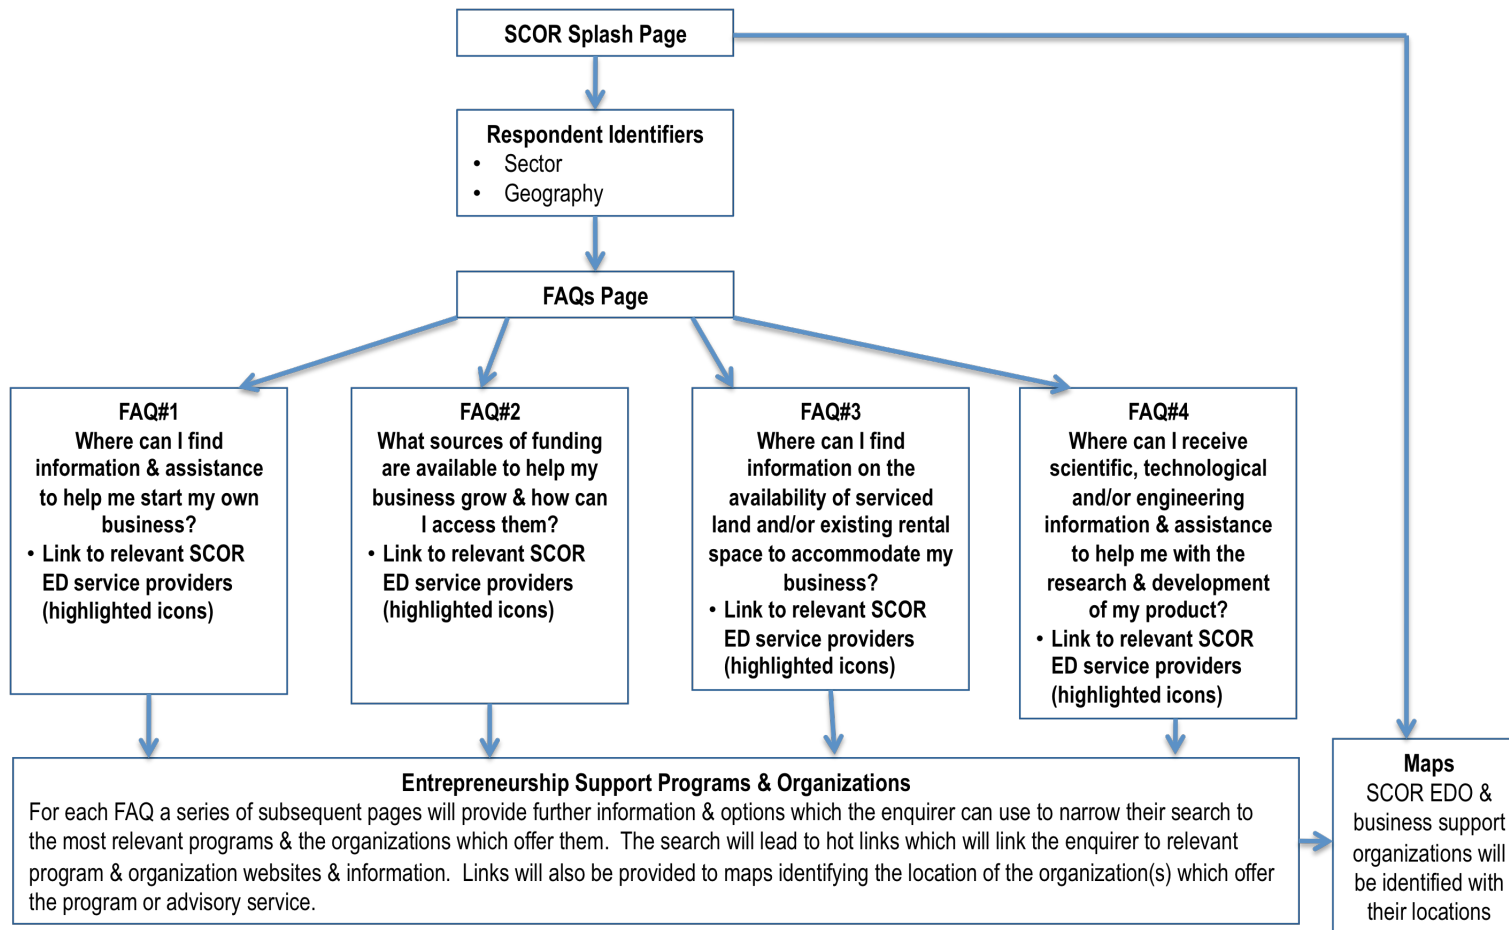 SCOR Splash Page
Respondent Identifiers
• Sector
• Geography
FAQs Page
FAQ#1
Where can I find
information & assistance
to help me start my own
business?
• Link to relevant SCOR
ED service providers
(highlighted icons)
FAQ#2
What sources of funding
are available to help my
business grow & how can
I access them?
• Link to relevant SCOR
ED service providers
(highlighted icons)
FAQ#3
Where can I find
information on the
availability of serviced
land and/or existing rental
space to accommodate my
business?
• Link to relevant SCOR
ED service providers
(highlighted icons)
FAQ#4
Where can I receive
scientific, technological
and/or engineering
information & assistance
to help me with the
research & development
of my product?
• Link to relevant SCOR
ED service providers
(highlighted icons)
Entrepreneurship Support Programs & Organizations
For each FAQ a series of subsequent pages will provide further information & options which the enquirer can use to narrow their search to
the most relevant programs & the organizations which offer them.  The search will lead to hot links which will link the enquirer to relevant
program & organization websites & information.  Links will also be provided to maps identifying the location of the organization(s) which offer
the program or advisory service.
Maps
SCOR EDO &
business support
organizations will
be identified with
their locations